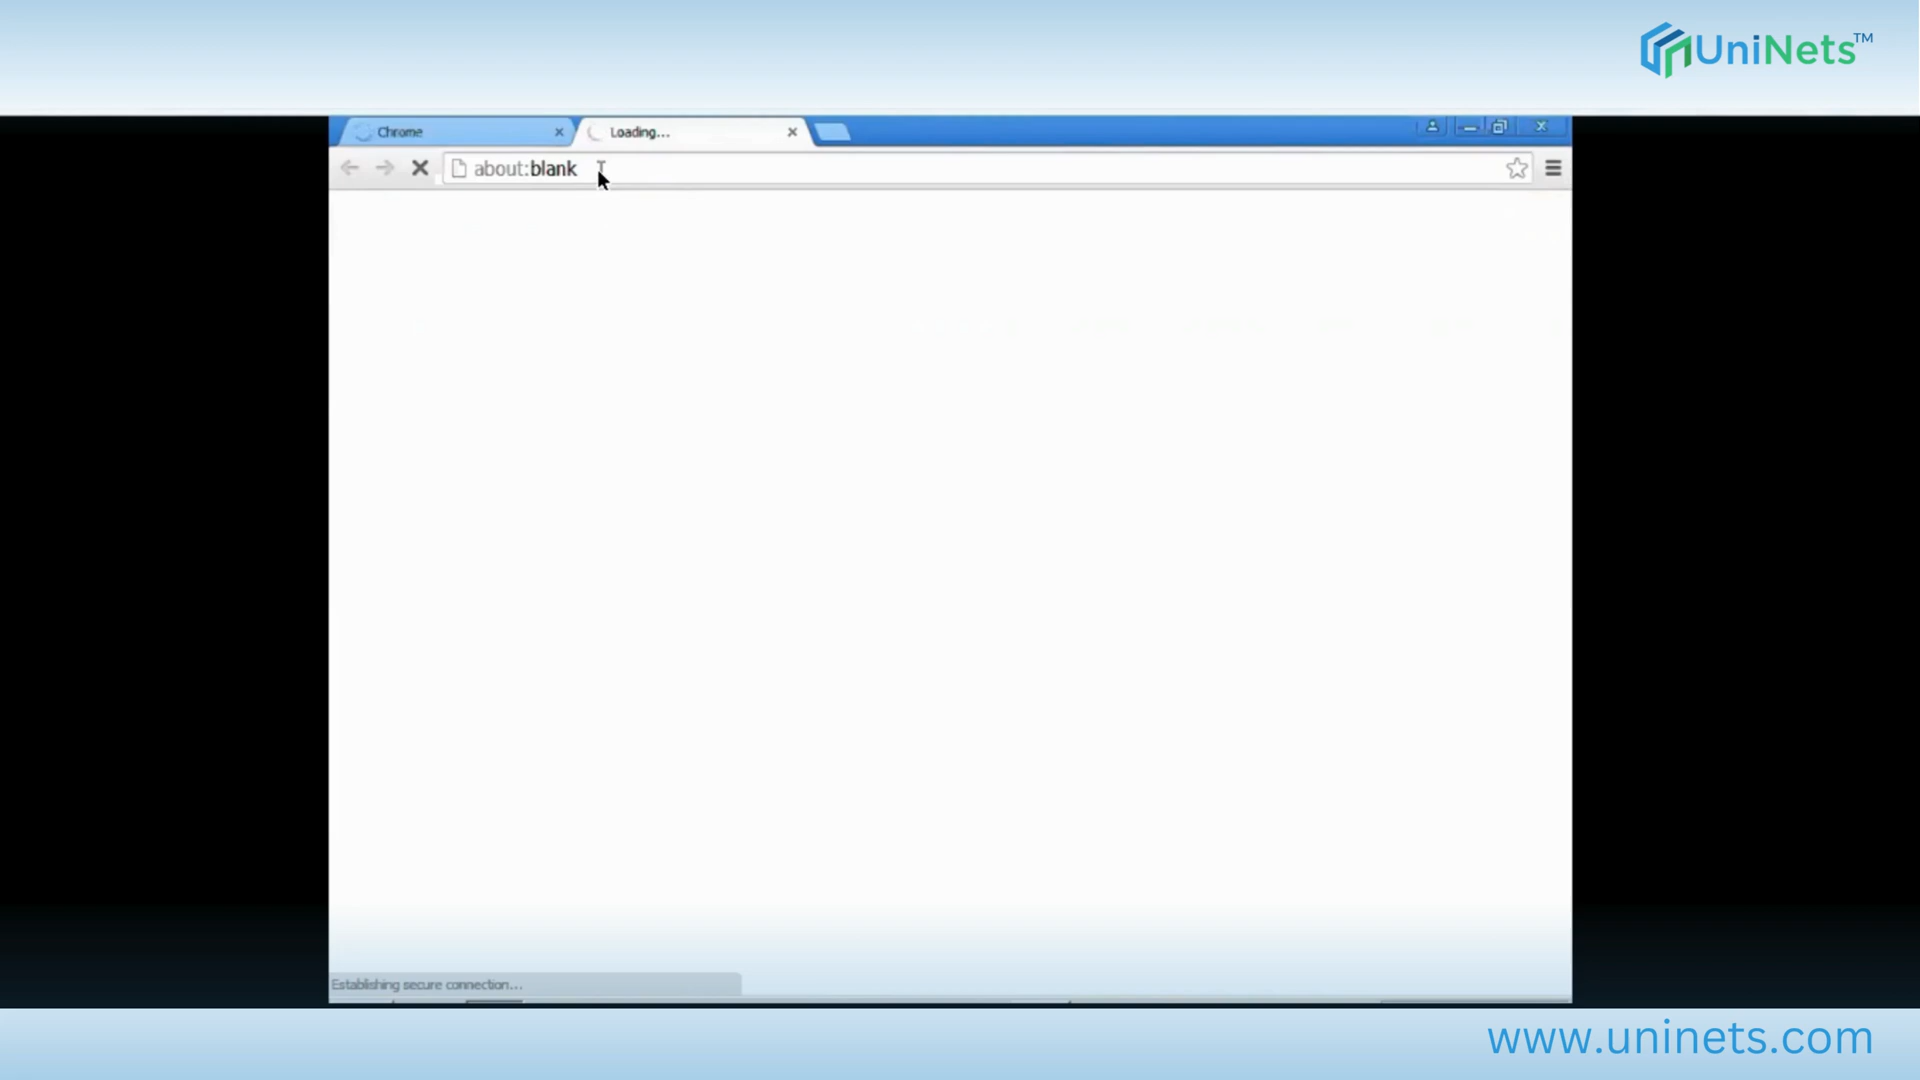 UniNets™
Chrome
Loading...
about:blank
Establishing secure connection...
www.uninets.com